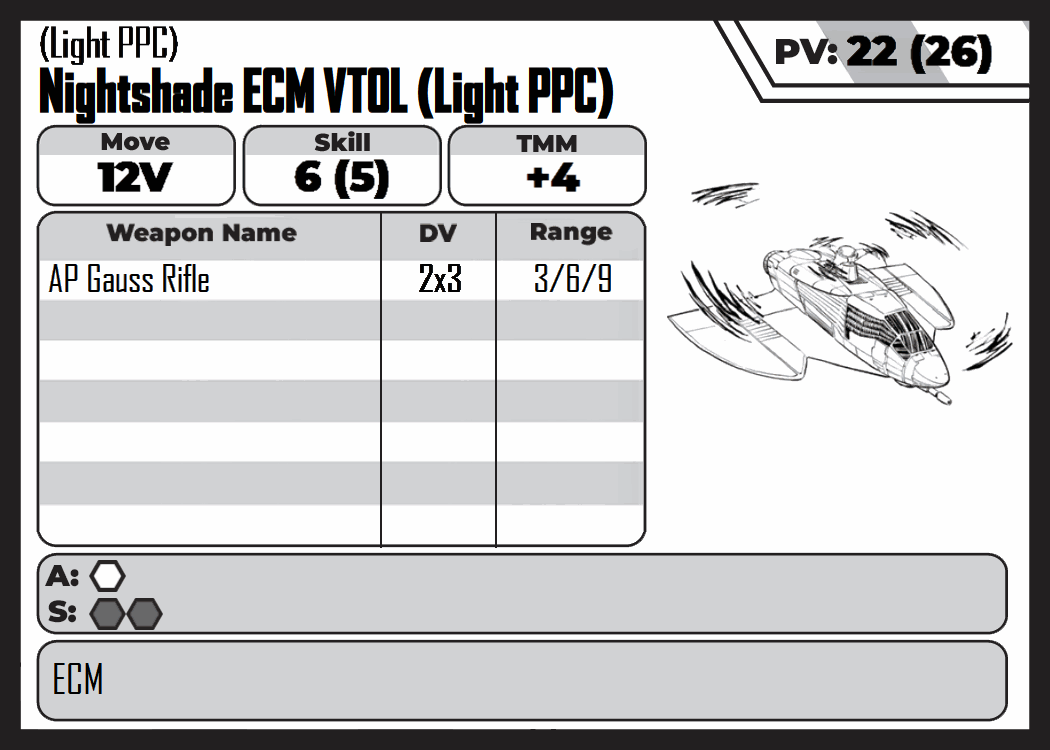 (Light PPC)
Nightshade ECM VTOL (Light PPC)
PV: 22 (26)
Move Skill TMM
12V 6 (5) +4
Weapon Name DV Range
AP Gauss Rifle 2x3 3/6/9
A:
S:
ECM